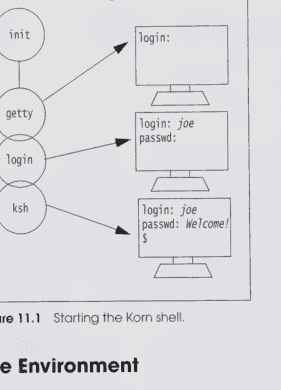 init
login:
getty
login: joe
passwd:
login
ksh
login: joe
passwd: Welcome!
$
re 11.1 Starting the Korn shell.
e Environment